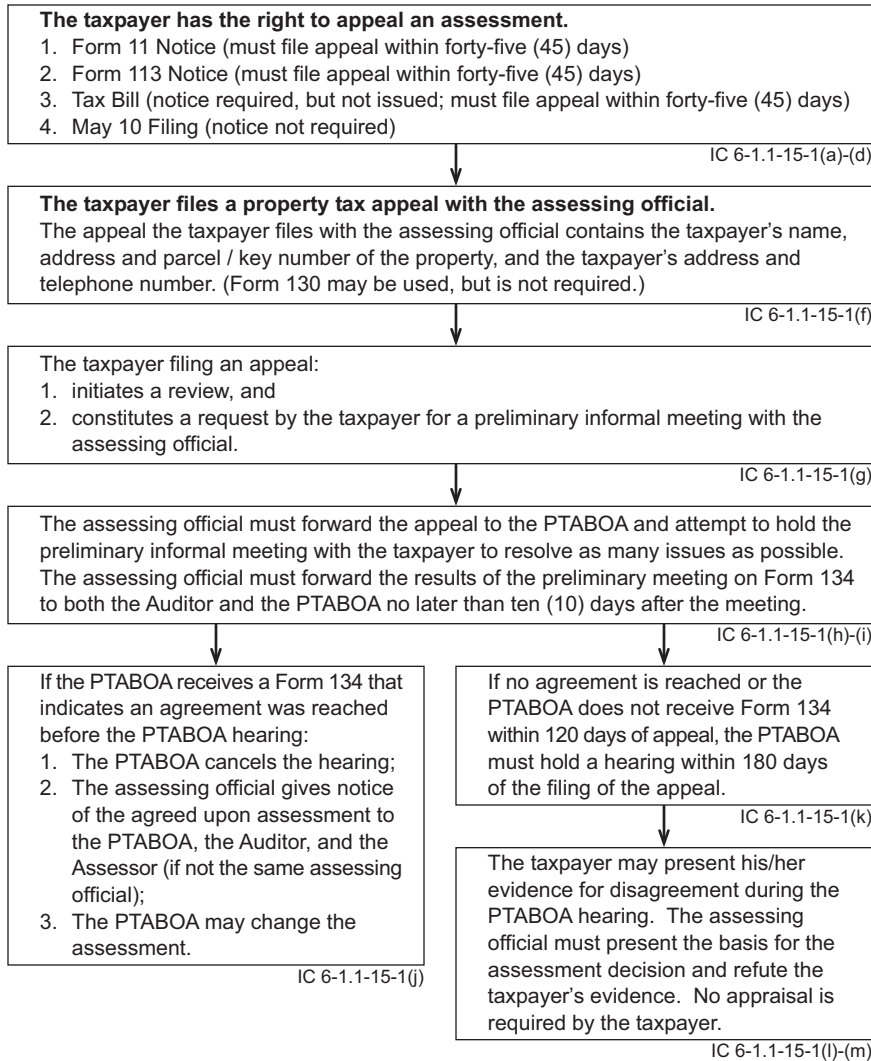 The taxpayer has the right to appeal an assessment.
1. Form 11 Notice (must file appeal within forty-five (45) days)
2. Form 113 Notice (must file appeal within forty-five (45) days)
3. Tax Bill (notice required, but not issued; must file appeal within forty-five (45) days)
4. May 10 Filing (notice not required)
IC 6-1.1-15-1(a)-(d)
The taxpayer files a property tax appeal with the assessing official.
The appeal the taxpayer files with the assessing official contains the taxpayer's name,
address and parcel / key number of the property, and the taxpayer's address and
telephone number. (Form 130 may be used, but is not required.)
IC 6-1.1-15-1(f)
The taxpayer filing an appeal:
1. initiates a review, and
2. constitutes a request by the taxpayer for a preliminary informal meeting with the
assessing official.
IC 6-1.1-15-1(g)
The assessing official must forward the appeal to the PTABOA and attempt to hold the
preliminary informal meeting with the taxpayer to resolve as many issues as possible.
The assessing official must forward the results of the preliminary meeting on Form 134
to both the Auditor and the PTABOA no later than ten (10) days after the meeting.
IC 6-1.1-15-1(h)-(i)
If the PTABOA receives a Form 134 that
indicates an agreement was reached
before the PTABOA hearing:
1. The PTABOA cancels the hearing;
2. The assessing official gives notice
of the agreed upon assessment to
the PTABOA, the Auditor, and the
Assessor (if not the same assessing
official);
3. The PTABOA may change the
assessment.
IC 6-1.1-15-1(j)
If no agreement is reached or the
PTABOA does not receive Form 134
within 120 days of appeal, the PTABOA
must hold a hearing within 180 days
of the filing of the appeal.
IC 6-1.1-15-1(k)
The taxpayer may present his/her
evidence for disagreement during the
PTABOA hearing. The assessing
official must present the basis for the
assessment decision and refute the
taxpayer's evidence. No appraisal is
required by the taxpayer.
IC 6-1.1-15-1(l)-(m)